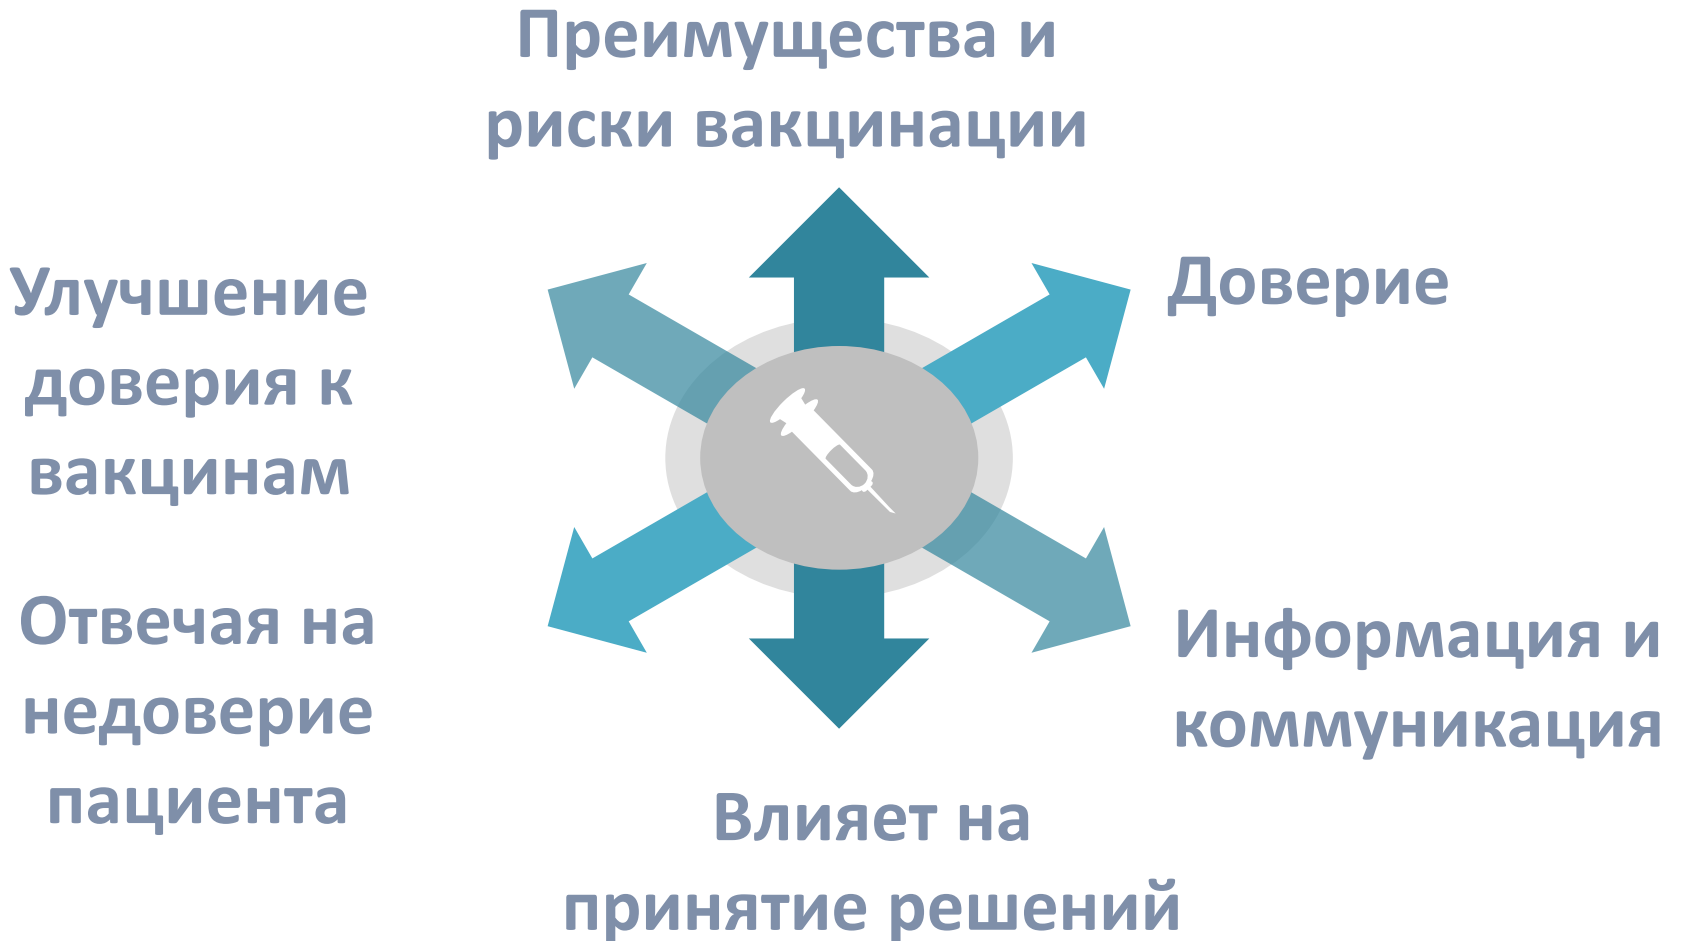 Преимущества и
риски вакцинации
Доверие
Информация и
коммуникация
Влияет на
принятие решений
Отвечая на
недоверие
пациента
Улучшение
доверия к
вакцинам